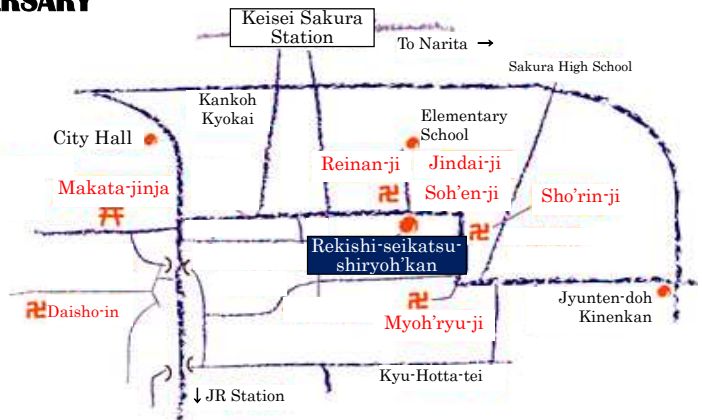 ERSARY
Keisei Sakura
Station
To Narita →
Sakura High School
Kankoh
Kyokai
Elementary
School
City Hall
Reinan-ji
Jindai-ji
Makata-jinja
Soh'en-ji
Sho'rin-ji
Rekishi-seikatsu-
shiryoh'kan
Daisho-in
Myoh'ryu-ji
Jyunten-doh
Kinenkan
Kyu-Hotta-tei
↓JR Station